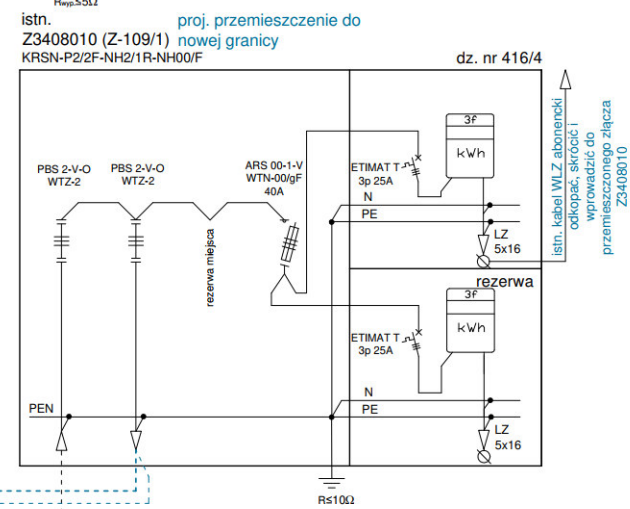 Rwyp.≤5Ω
istn.
proj. przemieszczenie do
Z3408010 (Z-109/1)
nowej granicy
KRSN-P2/2F-NH2/1R-NH00/F
dz. nr 416/4
PBS 2-V-O
WTZ-2
PBS 2-V-O
WTZ-2
rezerwa miejsca
ARS 00-1-V
WTN-00/gF
40A
ETIMAT T
3p 25A
3f
kWh
N
PE
LZ
5x16
istn. kabel WLZ abonencki
odkopać, skrócić i
wprowadzić do
przemieszczonego złącza
Z3408010
rezerwa
3f
kWh
ETIMAT T
3p 25A
N
PE
LZ
5x16
PEN
R≤10Ω